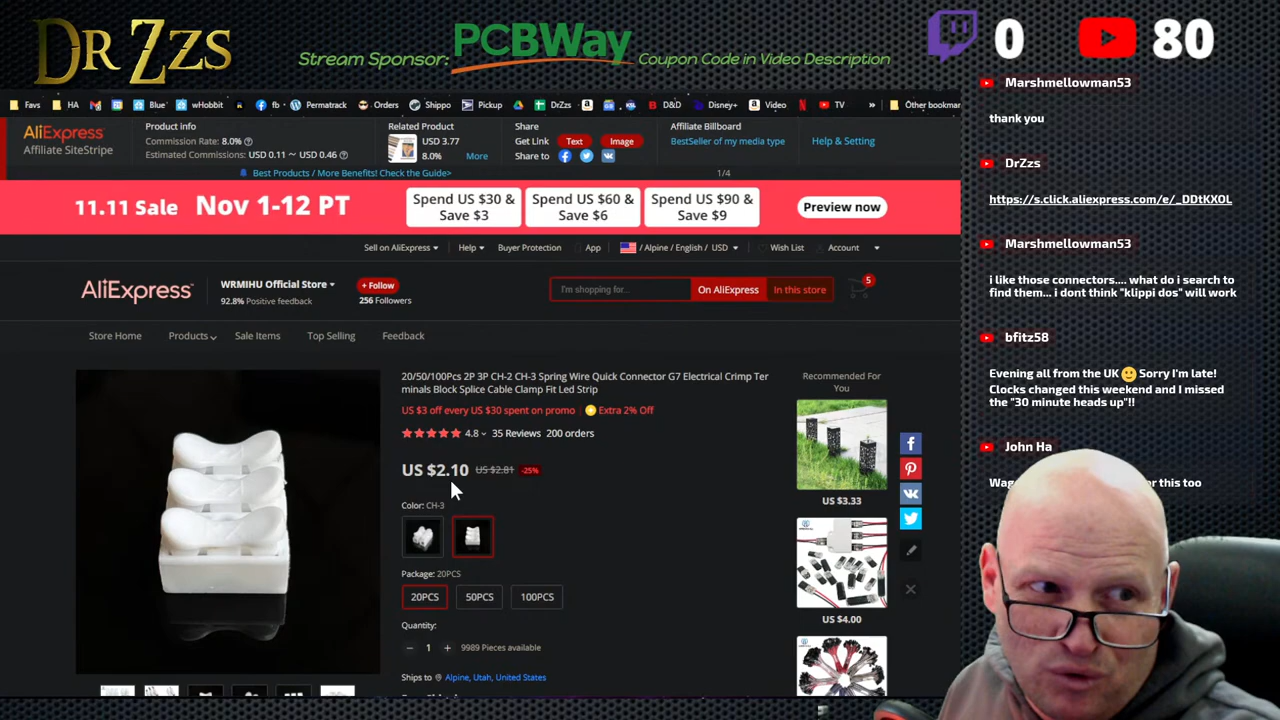 DR ZZS
Stream Sponsor: PCBWay Coupon Code in Video Description
0 80
Favs HA Blue' wHobbit fb Permatrack Orders Shippo Pickup DrZzs D&D Disney+ Video TV » Other bookmar
AliExpress
Affiliate SiteStripe
Product info
Commission Rate: 8.0%
Estimated Commissions: USD 0.11 ~ USD 0.46
Related Product
USD 3.77
8.0% More
Share
Get Link Text Image
Share to
Affiliate Billboard
BestSeller of my media type
Help & Setting
Best Products / More Benefits! Check the Guide>
1/4
11.11 Sale Nov 1-12 PT
Spend US $30 &
Save $3
Spend US $60 &
Save $6
Spend US $90 &
Save $9
Preview now
Sell on AliExpress Help Buyer Protection App / Alpine / English / USD Wish List Account
AliExpress
WRMIHU Official Store
92.8% Positive feedback
+ Follow
256 Followers
I'm shopping for... On AliExpress In this store
5
Store Home Products Sale Items Top Selling Feedback
20/50/100Pcs 2P 3P CH-2 CH-3 Spring Wire Quick Connector G7 Electrical Crimp Ter
minals Block Splice Cable Clamp Fit Led Strip
US $3 off every US $30 spent on promo Extra 2% Off
4.8 35 Reviews 200 orders
US $2.10 US $2.81 -25%
Color: CH-3
Package: 20PCS
20PCS 50PCS 100PCS
Quantity:
− 1 + 9989 Pieces available
Ships to Alpine, Utah, United States
Recommended For
You
US $3.33
US $4.00
Marshmellowman53
thank you
DrZzs
https://s.click.aliexpress.com/e/_DDtKXOL
Marshmellowman53
i like those connectors.... what do i search to
find them... i dont think "klippi dos" will work
bfitz58
Evening all from the UK Sorry I'm late!
Clocks changed this weekend and I missed
the "30 minute heads up"!!
John Ha
or this too